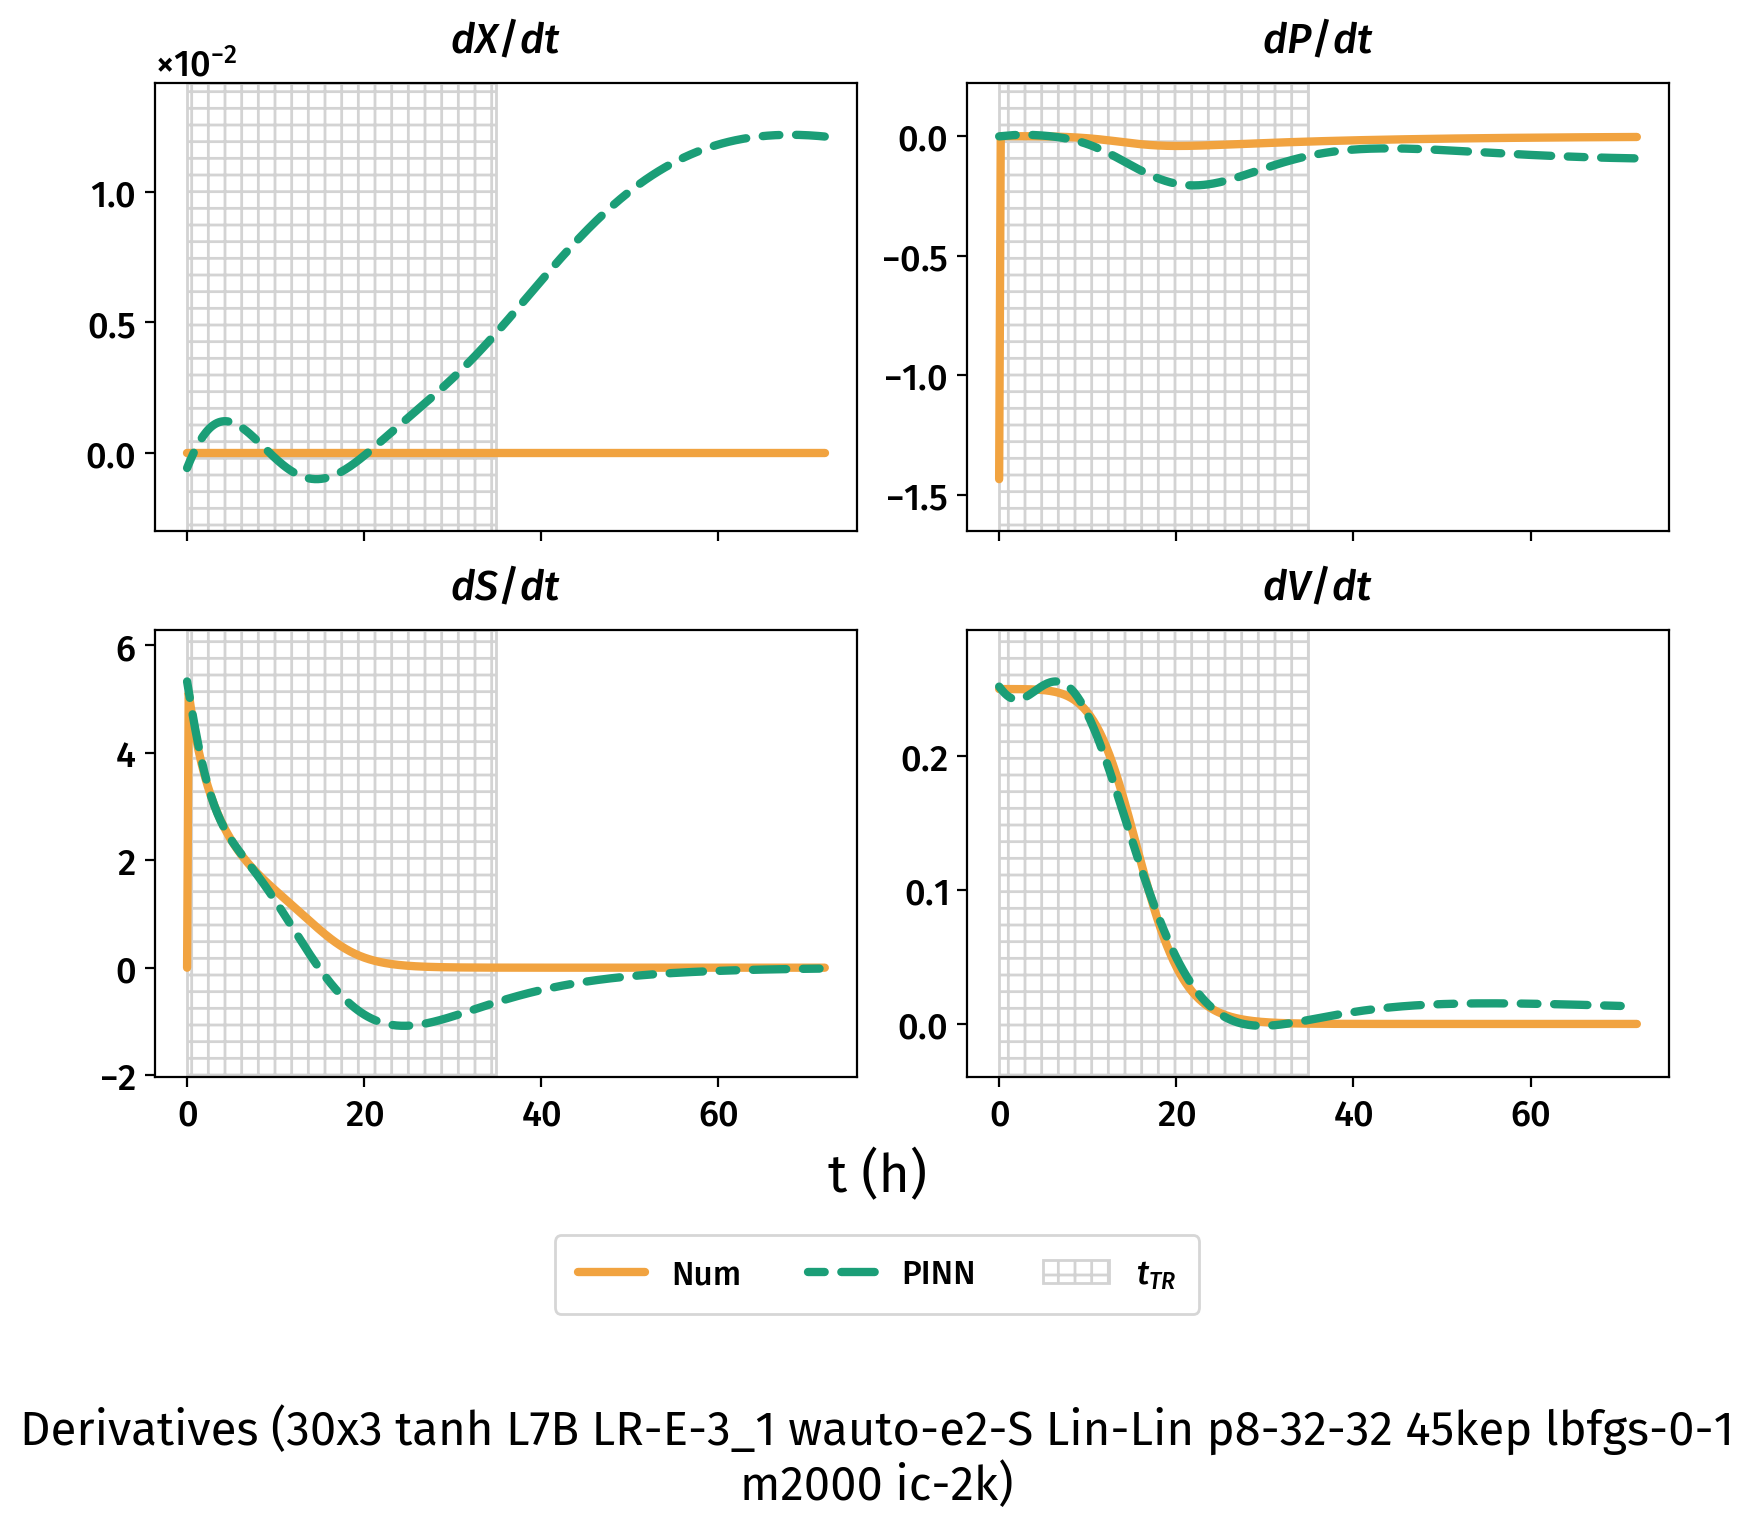 dX/dt
dP/dt
×10⁻²
1.0
0.5
0.0
0.0
−0.5
−1.0
−1.5
dS/dt
dV/dt
6
4
2
0
−2
0.2
0.1
0.0
0 20 40 60
0 20 40 60
t (h)
Num PINN t_TR
Derivatives (30x3 tanh L7B LR-E-3_1 wauto-e2-S Lin-Lin p8-32-32 45kep lbfgs-0-1
m2000 ic-2k)